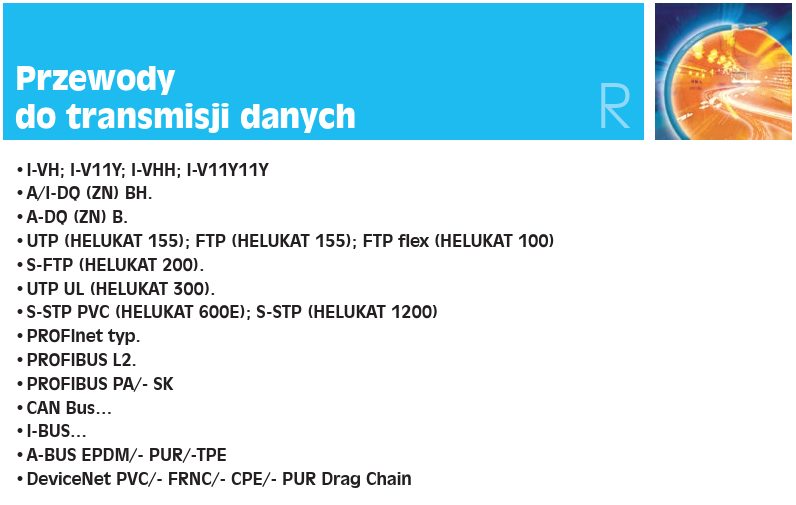 Przewody
do transmisji danych
R
• I-VH; I-V11Y; I-VHH; I-V11Y11Y
• A/I-DQ (ZN) BH.
• A-DQ (ZN) B.
• UTP (HELUKAT 155); FTP (HELUKAT 155); FTP flex (HELUKAT 100)
• S-FTP (HELUKAT 200).
• UTP UL (HELUKAT 300).
• S-STP PVC (HELUKAT 600E); S-STP (HELUKAT 1200)
• PROFInet typ.
• PROFIBUS L2.
• PROFIBUS PA/- SK
• CAN Bus...
• I-BUS...
• A-BUS EPDM/- PUR/-TPE
• DeviceNet PVC/- FRNC/- CPE/- PUR Drag Chain